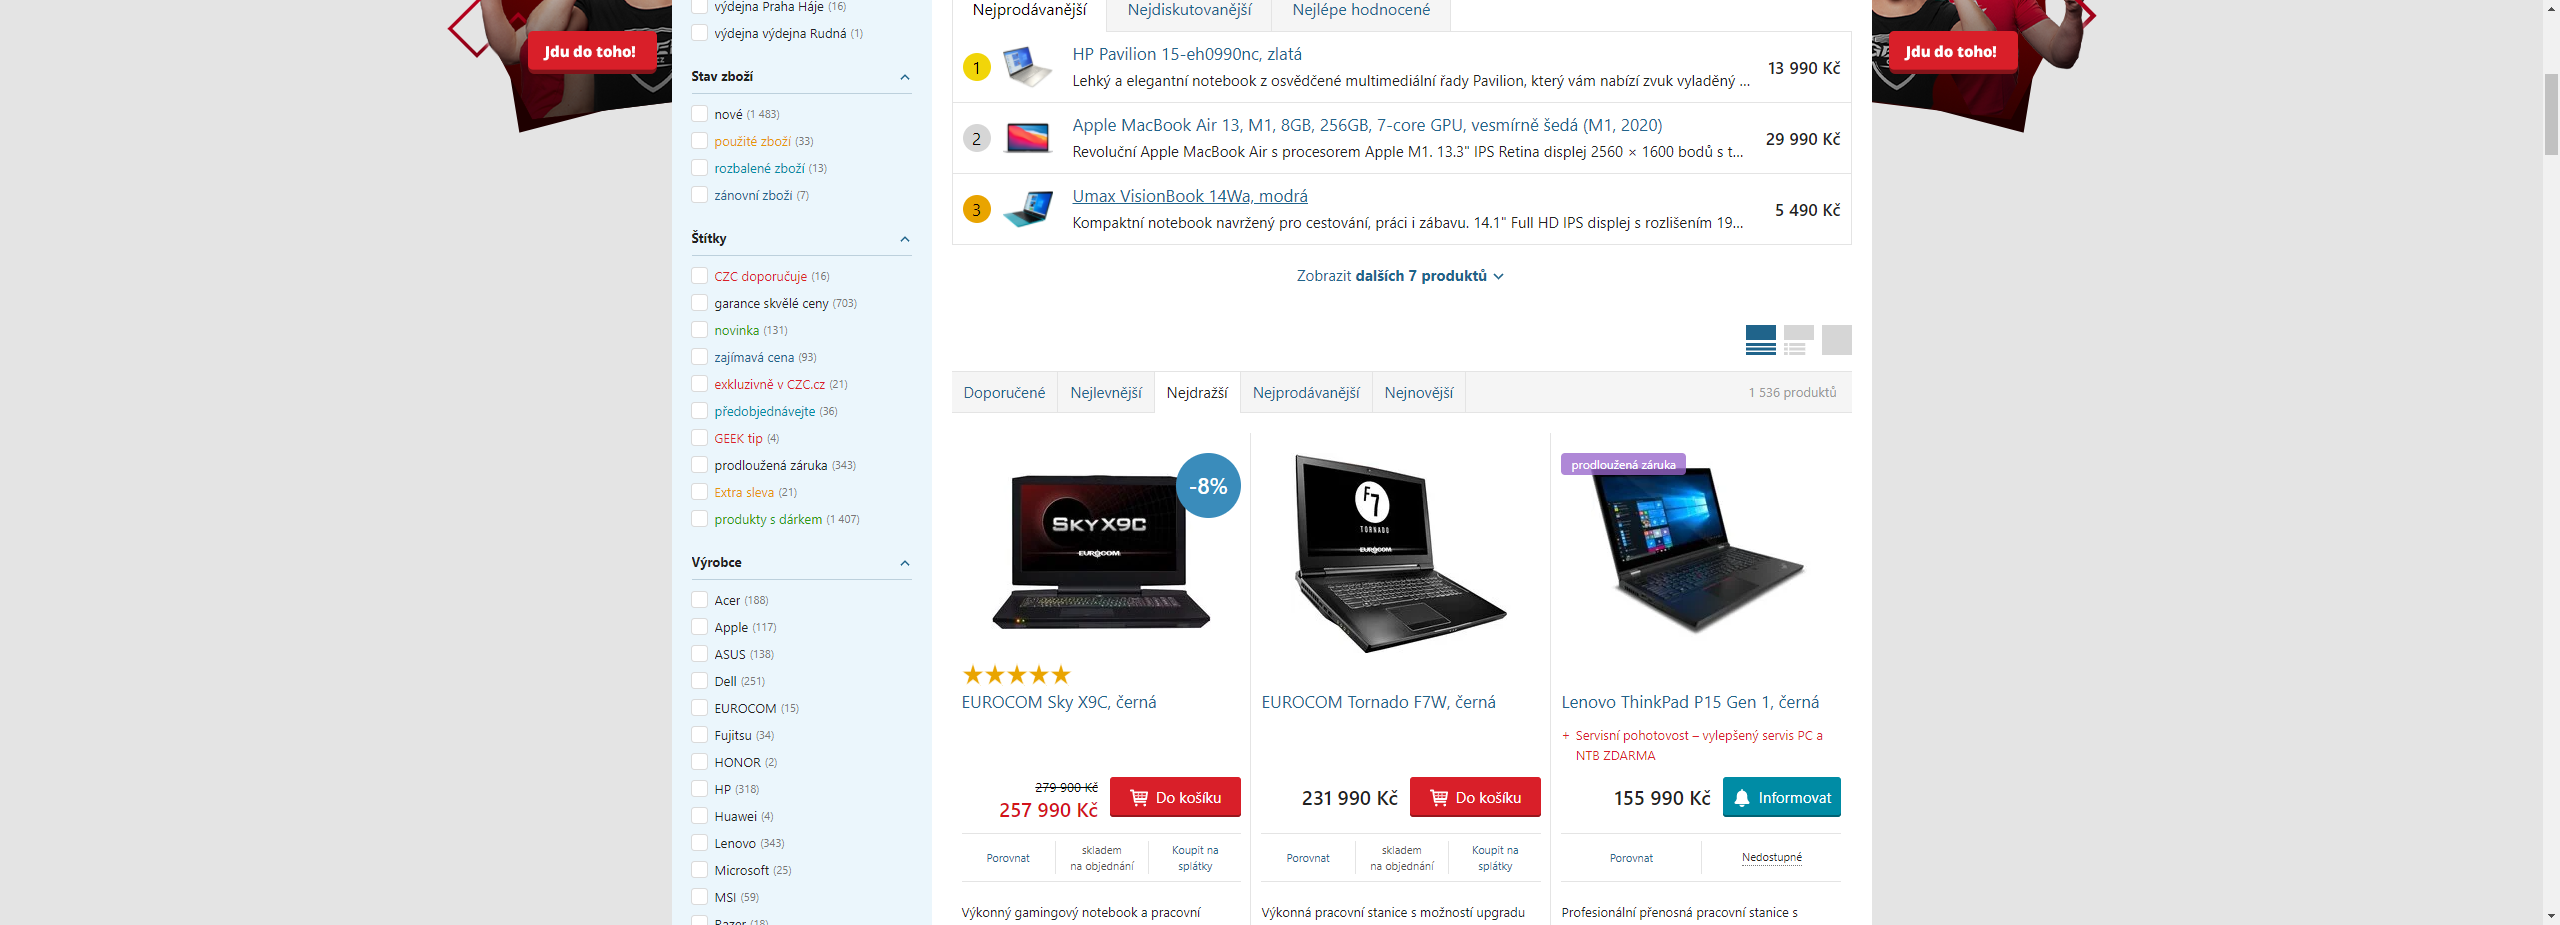 výdejna Praha Háje (16)
výdejna výdejna Rudná (1)
Jdu do toho!
Stav zboží
nové (1 483)
použité zboží (33)
rozbalené zboží (13)
zánovní zboží (7)
Štítky
CZC doporučuje (16)
garance skvělé ceny (703)
novinka (131)
zajímavá cena (93)
exkluzivně v CZC.cz (21)
předobjednávejte (36)
GEEK tip (4)
prodloužená záruka (343)
Extra sleva (21)
produkty s dárkem (1 407)
Výrobce
Acer (188)
Apple (117)
ASUS (138)
Dell (251)
EUROCOM (15)
Fujitsu (34)
HONOR (2)
HP (318)
Huawei (4)
Lenovo (343)
Microsoft (25)
MSI (59)
Razer (18)
Nejprodávanější Nejdiskutovanější Nejlépe hodnocené
1 HP Pavilion 15-eh0990nc, zlatá
Lehký a elegantní notebook z osvědčené multimediální řady Pavilion, který vám nabízí zvuk vyladěný ... 13 990 Kč
2 Apple MacBook Air 13, M1, 8GB, 256GB, 7-core GPU, vesmírně šedá (M1, 2020)
Revoluční Apple MacBook Air s procesorem Apple M1. 13.3" IPS Retina displej 2560 × 1600 bodů s t... 29 990 Kč
3 Umax VisionBook 14Wa, modrá
Kompaktní notebook navržený pro cestování, práci i zábavu. 14.1" Full HD IPS displej s rozlišením 19... 5 490 Kč
Zobrazit dalších 7 produktů
Doporučené Nejlevnější Nejdražší Nejprodávanější Nejnovější 1 536 produktů
-8%
SKY X9C
EUROCOM
EUROCOM Sky X9C, černá
279 900 Kč
257 990 Kč
Do košíku
Porovnat
skladem
na objednání
Koupit na
splátky
Výkonný gamingový notebook a pracovní
F7
TORNADO
EUROCOM
EUROCOM Tornado F7W, černá
231 990 Kč
Do košíku
Porovnat
skladem
na objednání
Koupit na
splátky
Výkonná pracovní stanice s možností upgradu
prodloužená záruka
Lenovo ThinkPad P15 Gen 1, černá
+ Servisní pohotovost – vylepšený servis PC a
NTB ZDARMA
155 990 Kč
Informovat
Porovnat
Nedostupné
Profesionální přenosná pracovní stanice s
Jdu do toho!